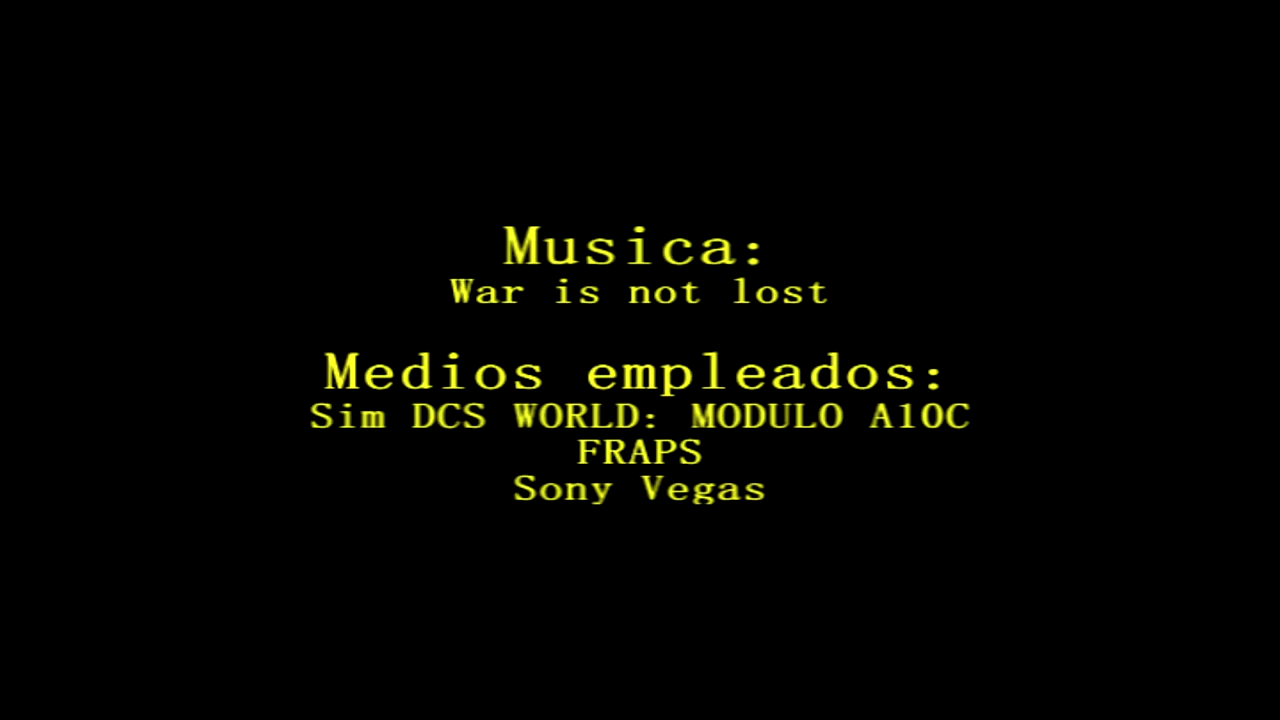 Musica:
War is not lost
Medios empleados:
Sim DCS WORLD: MODULO A10C
FRAPS
Sony Vegas